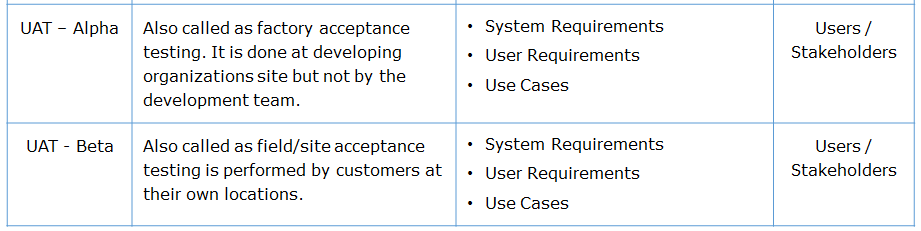 UAT – Alpha
Also called as factory acceptance
testing. It is done at developing
organizations site but not by the
development team.
• System Requirements
• User Requirements
• Use Cases
Users /
Stakeholders
UAT - Beta
Also called as field/site acceptance
testing is performed by customers at
their own locations.
• System Requirements
• User Requirements
• Use Cases
Users /
Stakeholders